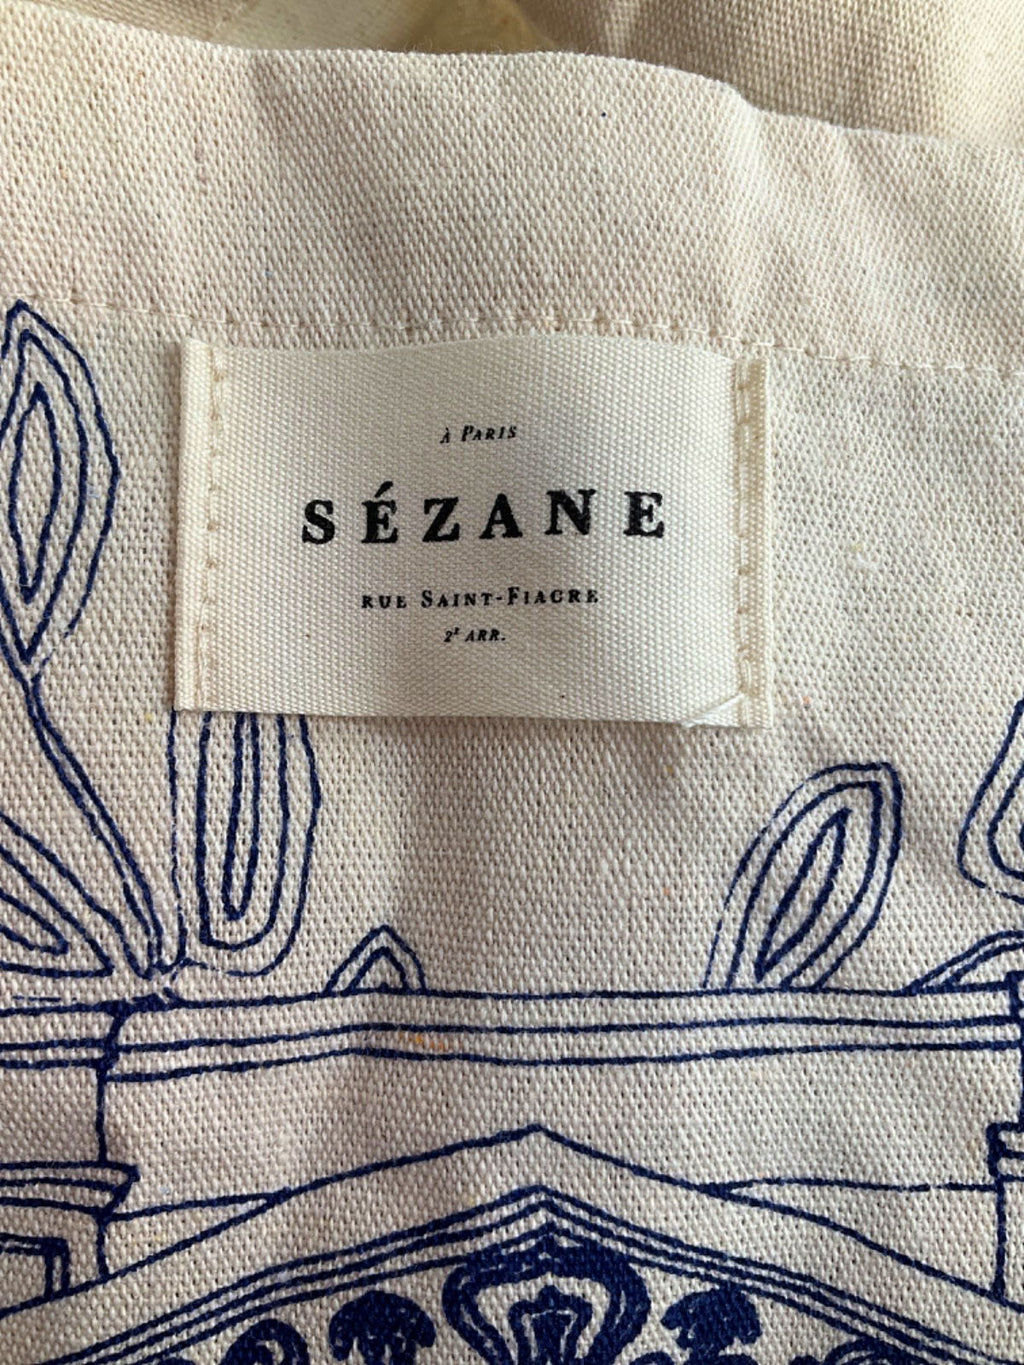 À PARIS
SÉZANE
RUE SAINT-FIACRE
2E ARR.